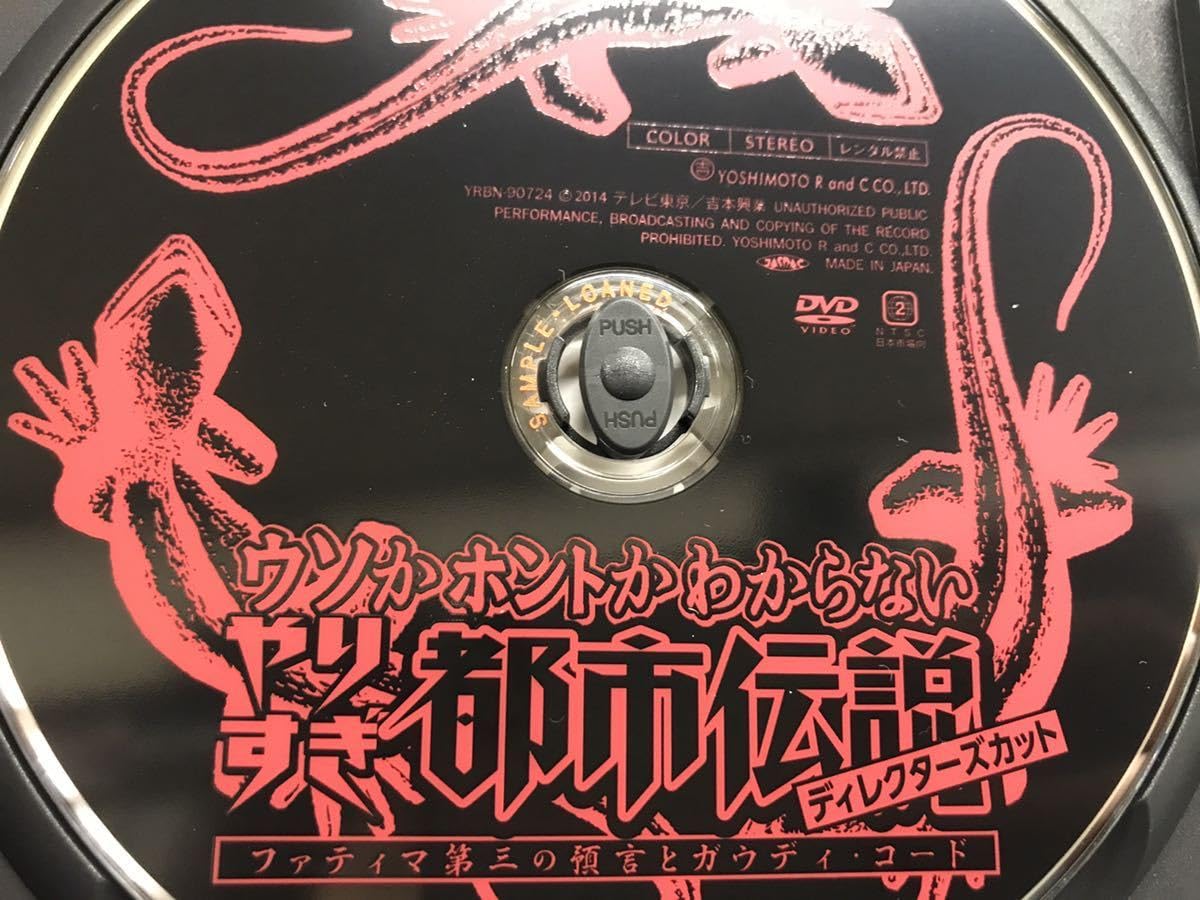 COLOR STEREO レンタル禁止
吉 YOSHIMOTO R and C CO., LTD.
YRBN-90724 ©2014 テレビ東京／吉本興業 UNAUTHORIZED PUBLIC
PERFORMANCE, BROADCASTING AND COPYING OF THE RECORD
PROHIBITED. YOSHIMOTO R and C CO., LTD.
JASRAC MADE IN JAPAN.
DVD
VIDEO
2
NTSC
日本市場向
SAMPLE・LOANED
PUSH
PUSH
ウソかホントかわからない
やり
すぎ
都市伝説
ディレクターズカット
ファティマ第三の預言とガウディ・コード